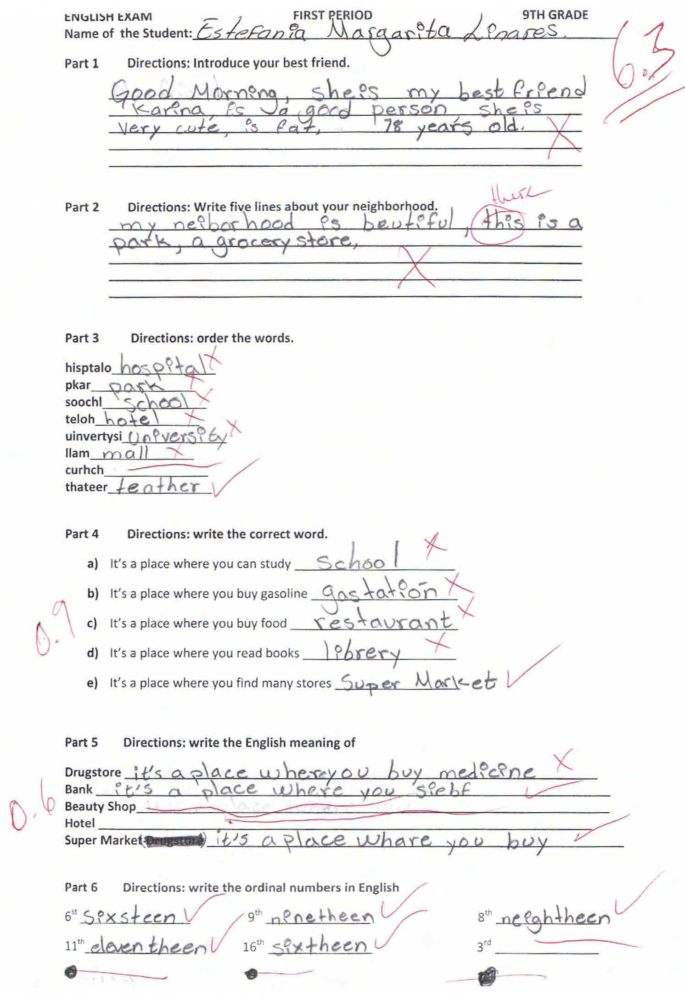 ENGLISH EXAM FIRST PERIOD 9TH GRADE
Name of the Student: Estefania Margarita Linares.
6.3
Part 1 Directions: Introduce your best friend.
Good Morning, she is my best friend
Karina, is a good person, she is
very cute, is fat, 18 years old.
Part 2 Directions: Write five lines about your neighborhood.
there
my neiborhood is beutiful, this is a
park, a grocery store,
Part 3 Directions: order the words.
hisptalo hospital
pkar park
soochl school
teloh hotel
uinvertysi University
llam mall
curhch
thateer teather
Part 4 Directions: write the correct word.
a) It's a place where you can study school
b) It's a place where you buy gasoline gastation
c) It's a place where you buy food restaurant
0.9
d) It's a place where you read books librery
e) It's a place where you find many stores Super Market
Part 5 Directions: write the English meaning of
Drugstore it's a place where you buy medicine
Bank it's a place where you
0.6
Beauty Shop
Hotel
Super Market (Drugstore) it's a place whare you buy
Part 6 Directions: write the ordinal numbers in English
6st sixsteen 9th ninetheen 8th neightheen
11th eleventheen 16th sixtheen 3rd